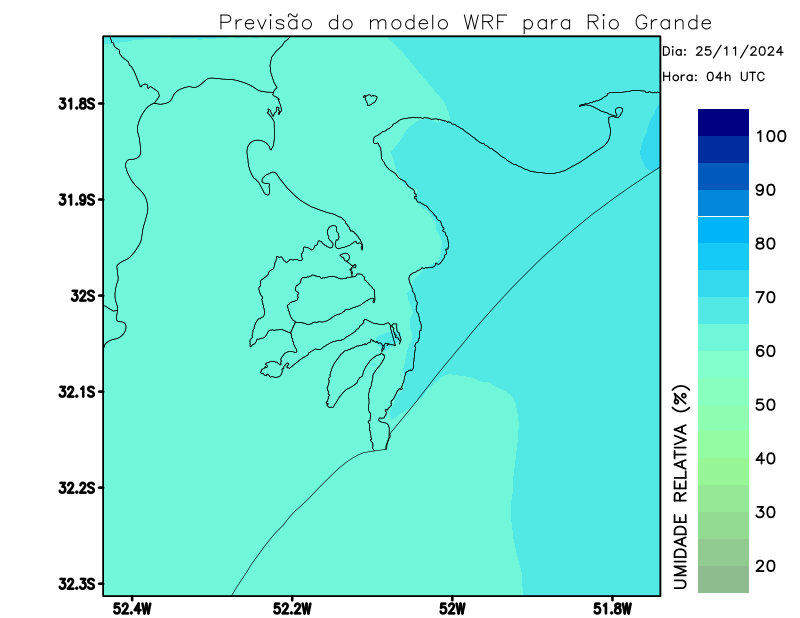 Previsão do modelo WRF para Rio Grande
Dia: 25/11/2024
Hora: 04h UTC
31.8S
31.9S
32S
32.1S
32.2S
32.3S
52.4W
52.2W
52W
51.8W
100
90
80
70
60
50
40
30
20
UMIDADE RELATIVA (%)